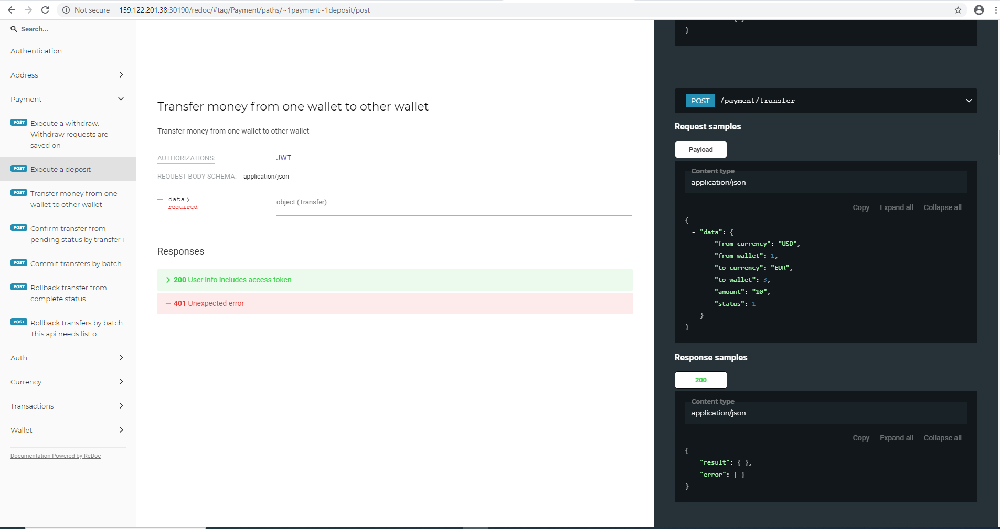 Not secure
159.122.201.38:30190/redoc/#tag/Payment/paths/~1payment~1deposit/post
Search...
Authentication
Address
Payment
POST Execute a withdraw.
Withdraw requests are
saved on
POST Execute a deposit
POST Transfer money from one
wallet to other wallet
POST Confirm transfer from
pending status by transfer i
POST Commit transfers by batch
POST Rollback transfer from
complete status
POST Rollback transfers by batch.
This api needs list o
Auth
Currency
Transactions
Wallet
Documentation Powered by ReDoc
Transfer money from one wallet to other wallet
Transfer money from one wallet to other wallet
AUTHORIZATIONS: JWT
REQUEST BODY SCHEMA: application/json
data > object (Transfer)
required
Responses
200 User info includes access token
— 401 Unexpected error
}
POST /payment/transfer
Request samples
Payload
Content type
application/json
Copy Expand all Collapse all
{
- "data": {
"from_currency": "USD",
"from_wallet": 1,
"to_currency": "EUR",
"to_wallet": 3,
"amount": "10",
"status": 1
}
}
Response samples
200
Content type
application/json
Copy Expand all Collapse all
{
"result": { },
"error": { }
}